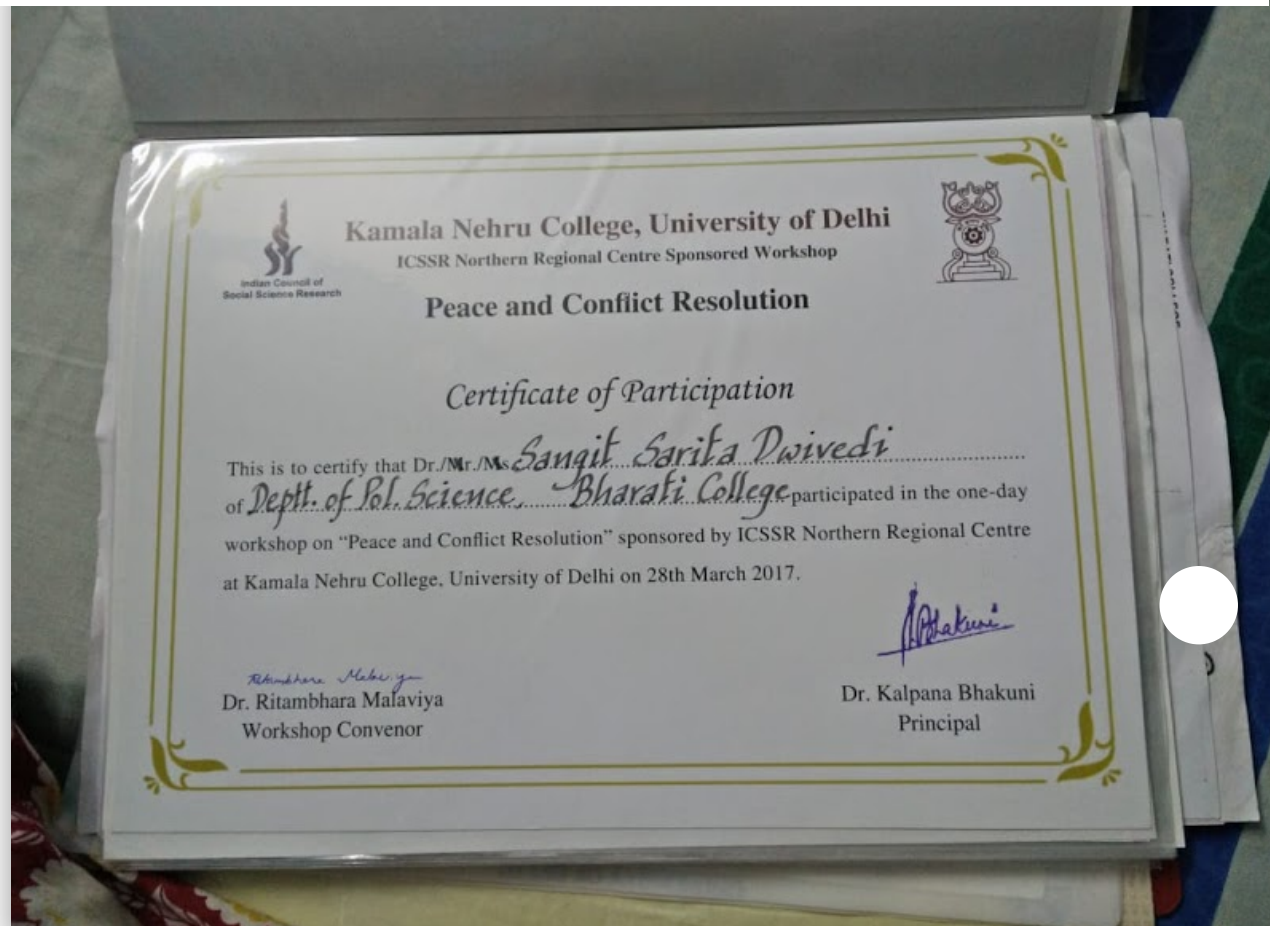 Kamala Nehru College, University of Delhi
ICSSR Northern Regional Centre Sponsored Workshop
Indian Council of
Social Science Research
Peace and Conflict Resolution
Certificate of Participation
This is to certify that Dr./Mr./Ms. Sangit Sarita Dwivedi
of Deptt. of Pol. Science, Bharati College participated in the one-day
workshop on “Peace and Conflict Resolution” sponsored by ICSSR Northern Regional Centre
at Kamala Nehru College, University of Delhi on 28th March 2017.
Bhakuni
Ritambhara Malaviya
Dr. Ritambhara Malaviya
Workshop Convenor
Dr. Kalpana Bhakuni
Principal